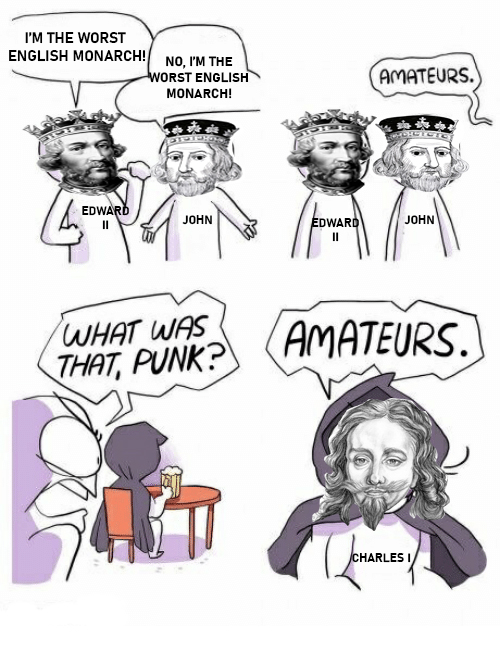 I'M THE WORST
ENGLISH MONARCH!
NO, I'M THE
WORST ENGLISH
MONARCH!
EDWARD
II
JOHN
AMATEURS.
EDWARD
II
JOHN
WHAT WAS
THAT, PUNK?
AMATEURS.
CHARLES I